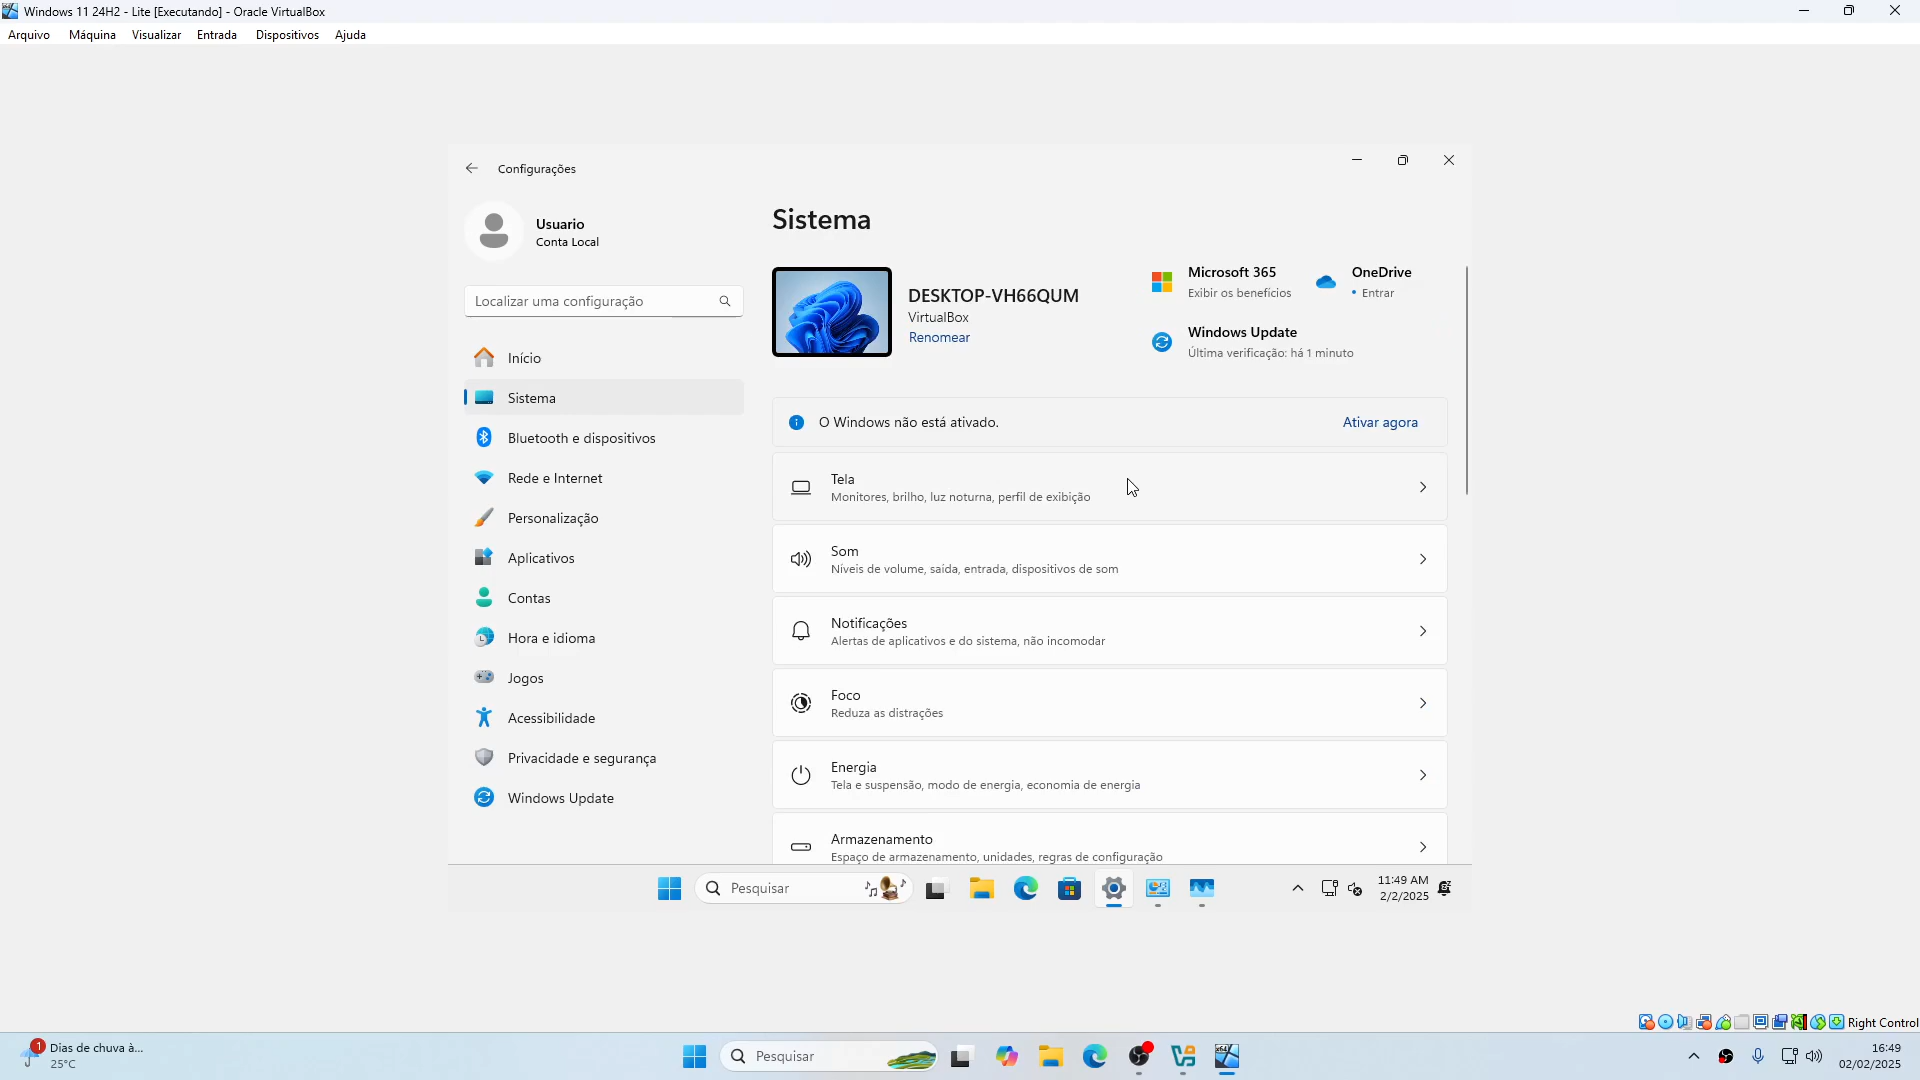 Windows 11 24H2 - Lite [Executando] - Oracle VirtualBox
Arquivo Máquina Visualizar Entrada Dispositivos Ajuda
Configurações
Usuario
Conta Local
Localizar uma configuração
Início
Sistema
Bluetooth e dispositivos
Rede e Internet
Personalização
Aplicativos
Contas
Hora e idioma
Jogos
Acessibilidade
Privacidade e segurança
Windows Update
Sistema
DESKTOP-VH66QUM
VirtualBox
Renomear
Microsoft 365
Exibir os benefícios
OneDrive
• Entrar
Windows Update
Última verificação: há 1 minuto
O Windows não está ativado.
Ativar agora
Tela
Monitores, brilho, luz noturna, perfil de exibição
Som
Níveis de volume, saída, entrada, dispositivos de som
Notificações
Alertas de aplicativos e do sistema, não incomodar
Foco
Reduza as distrações
Energia
Tela e suspensão, modo de energia, economia de energia
Armazenamento
Espaço de armazenamento, unidades, regras de configuração
Pesquisar
11:49 AM
2/2/2025
Right Control
1
Dias de chuva à...
25°C
Pesquisar
16:49
02/02/2025